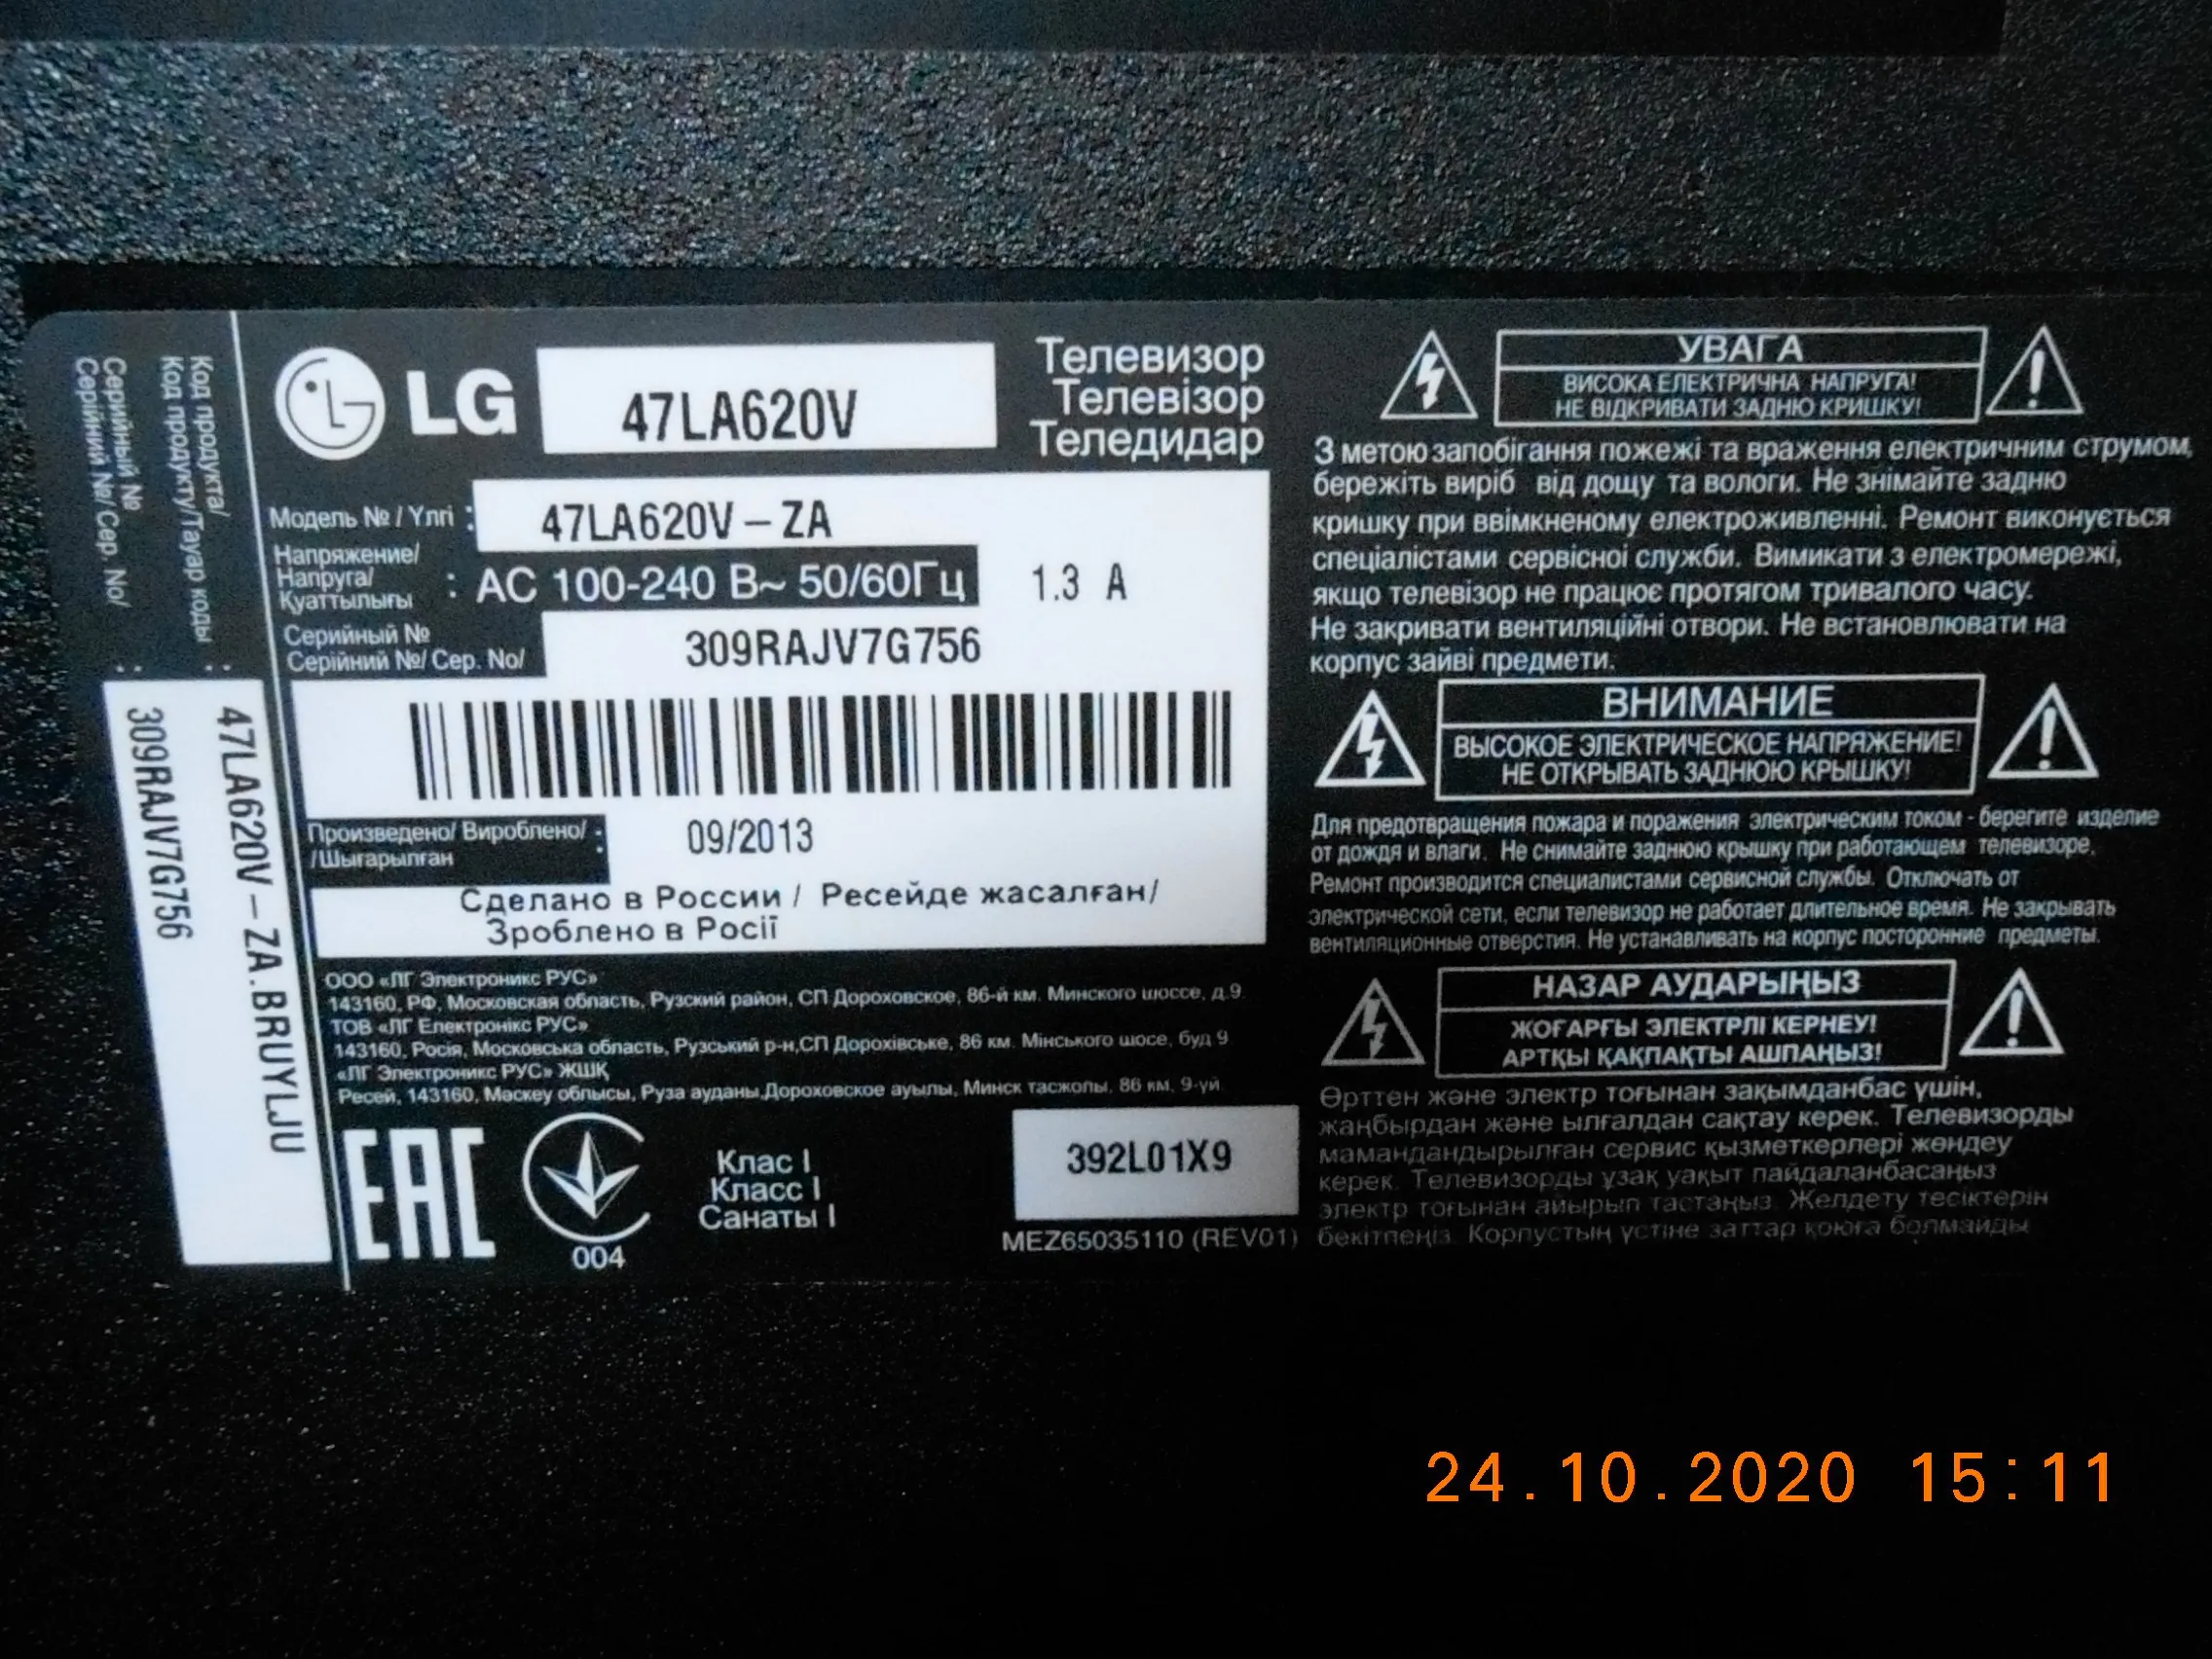 Код продукта/
Код продукту/Тауар коды :
Серийный №
Серійний №/ Сер. No/ :
47LA620V – ZA.BRUYLJU
309RAJV7G756
LG
47LA620V
Телевизор
Телевізор
Теледидар
Модель № / Үлгі :
47LA620V – ZA
Напряжение/
Напруга/
Қуаттылығы
: AC 100-240 В~ 50/60Гц
1.3 A
Серийный №
Серійний №/ Сер. No/
309RAJV7G756
Произведено/ Вироблено/ :
/Шығарылған
09/2013
Сделано в России / Ресейде жасалған/
Зроблено в Росії
ООО «ЛГ Электроникс РУС»
143160, РФ, Московская область, Рузский район, СП Дороховское, 86-й км. Минского шоссе, д.9
ТОВ «ЛГ Електронікс РУС»
143160, Росія, Московська область, Рузський р-н,СП Дорохівське, 86 км. Мінського шосе, буд 9
«ЛГ Электроникс РУС» ЖШҚ
Ресей, 143160, Мәскеу облысы, Руза ауданы,Дороховское ауылы, Минск тасжолы, 86 км, 9-үй
EAC
004
Клас I
Класс I
Санаты I
392L01X9
MEZ65035110 (REV01)
УВАГА
ВИСОКА ЕЛЕКТРИЧНА НАПРУГА!
НЕ ВІДКРИВАТИ ЗАДНЮ КРИШКУ!
З метою запобігання пожежі та враження електричним струмом,
бережіть виріб від дощу та вологи. Не знімайте задню
кришку при ввімкненому електроживленні. Ремонт виконується
спеціалістами сервісної служби. Вимикати з електромережі,
якщо телевізор не працює протягом тривалого часу.
Не закривати вентиляційні отвори. Не встановлювати на
корпус зайві предмети.
ВНИМАНИЕ
ВЫСОКОЕ ЭЛЕКТРИЧЕСКОЕ НАПРЯЖЕНИЕ!
НЕ ОТКРЫВАТЬ ЗАДНЮЮ КРЫШКУ!
Для предотвращения пожара и поражения электрическим током - берегите изделие
от дождя и влаги. Не снимайте заднюю крышку при работающем телевизоре.
Ремонт производится специалистами сервисной службы. Отключать от
электрической сети, если телевизор не работает длительное время. Не закрывать
вентиляционные отверстия. Не устанавливать на корпус посторонние предметы.
НАЗАР АУДАРЫҢЫЗ
ЖОҒАРҒЫ ЭЛЕКТРЛІ КЕРНЕУ!
АРТҚЫ ҚАҚПАҚТЫ АШПАҢЫЗ!
Өрттен және электр тоғынан зақымданбас үшін,
жаңбырдан және ылғалдан сақтау керек. Телевизорды
мамандандырылған сервис қызметкерлері жөндеу
керек. Телевизорды ұзақ уақыт пайдаланбасаңыз
электр тоғынан айырып тастаңыз. Желдету тесіктерін
бекітпеңіз. Корпустың үстіне заттар қоюға болмайды
24.10.2020 15:11